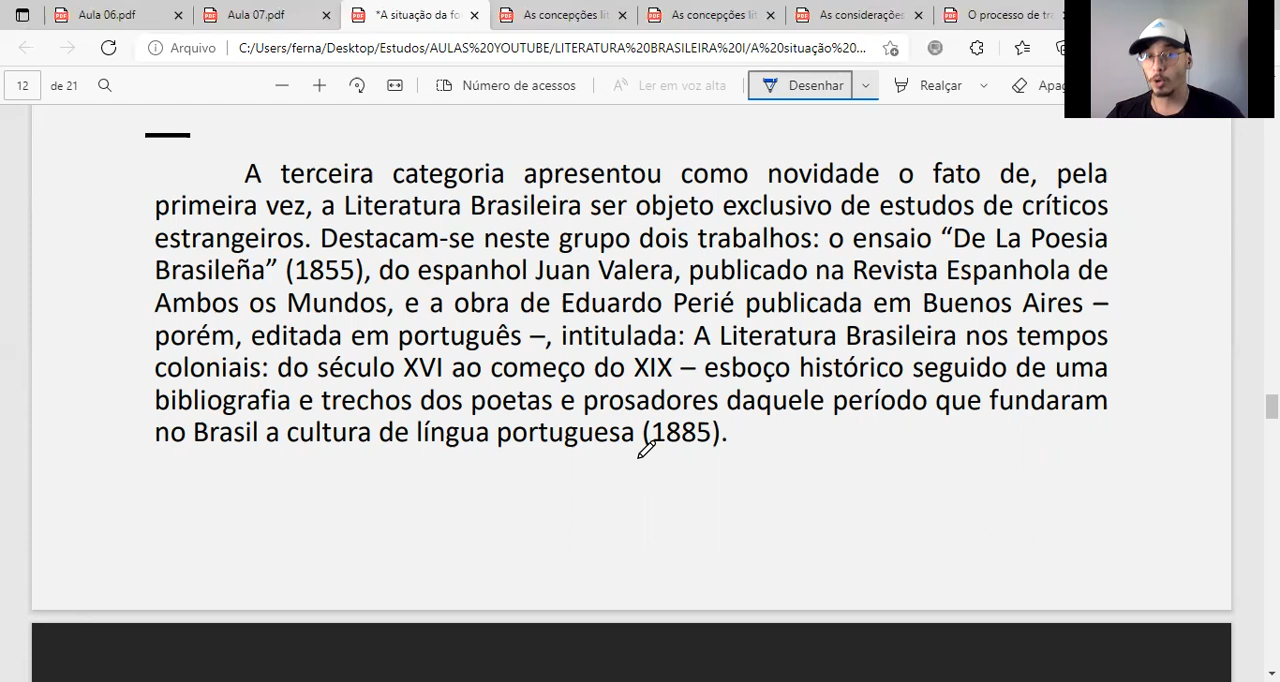 Aula 06.pdf
Aula 07.pdf
*A situação da fo
As concepções lit
As concepções lit
As considerações
O processo de tra
Arquivo
C:/Users/ferna/Desktop/Estudos/AULAS%20YOUTUBE/LITERATURA%20BRASILEIRA%20I/A%20situação%20...
12 de 21
Número de acessos
Ler em voz alta
Desenhar
Realçar
Apag
A terceira categoria apresentou como novidade o fato de, pela
primeira vez, a Literatura Brasileira ser objeto exclusivo de estudos de críticos
estrangeiros. Destacam-se neste grupo dois trabalhos: o ensaio “De La Poesia
Brasileña” (1855), do espanhol Juan Valera, publicado na Revista Espanhola de
Ambos os Mundos, e a obra de Eduardo Perié publicada em Buenos Aires –
porém, editada em português –, intitulada: A Literatura Brasileira nos tempos
coloniais: do século XVI ao começo do XIX – esboço histórico seguido de uma
bibliografia e trechos dos poetas e prosadores daquele período que fundaram
no Brasil a cultura de língua portuguesa (1885).